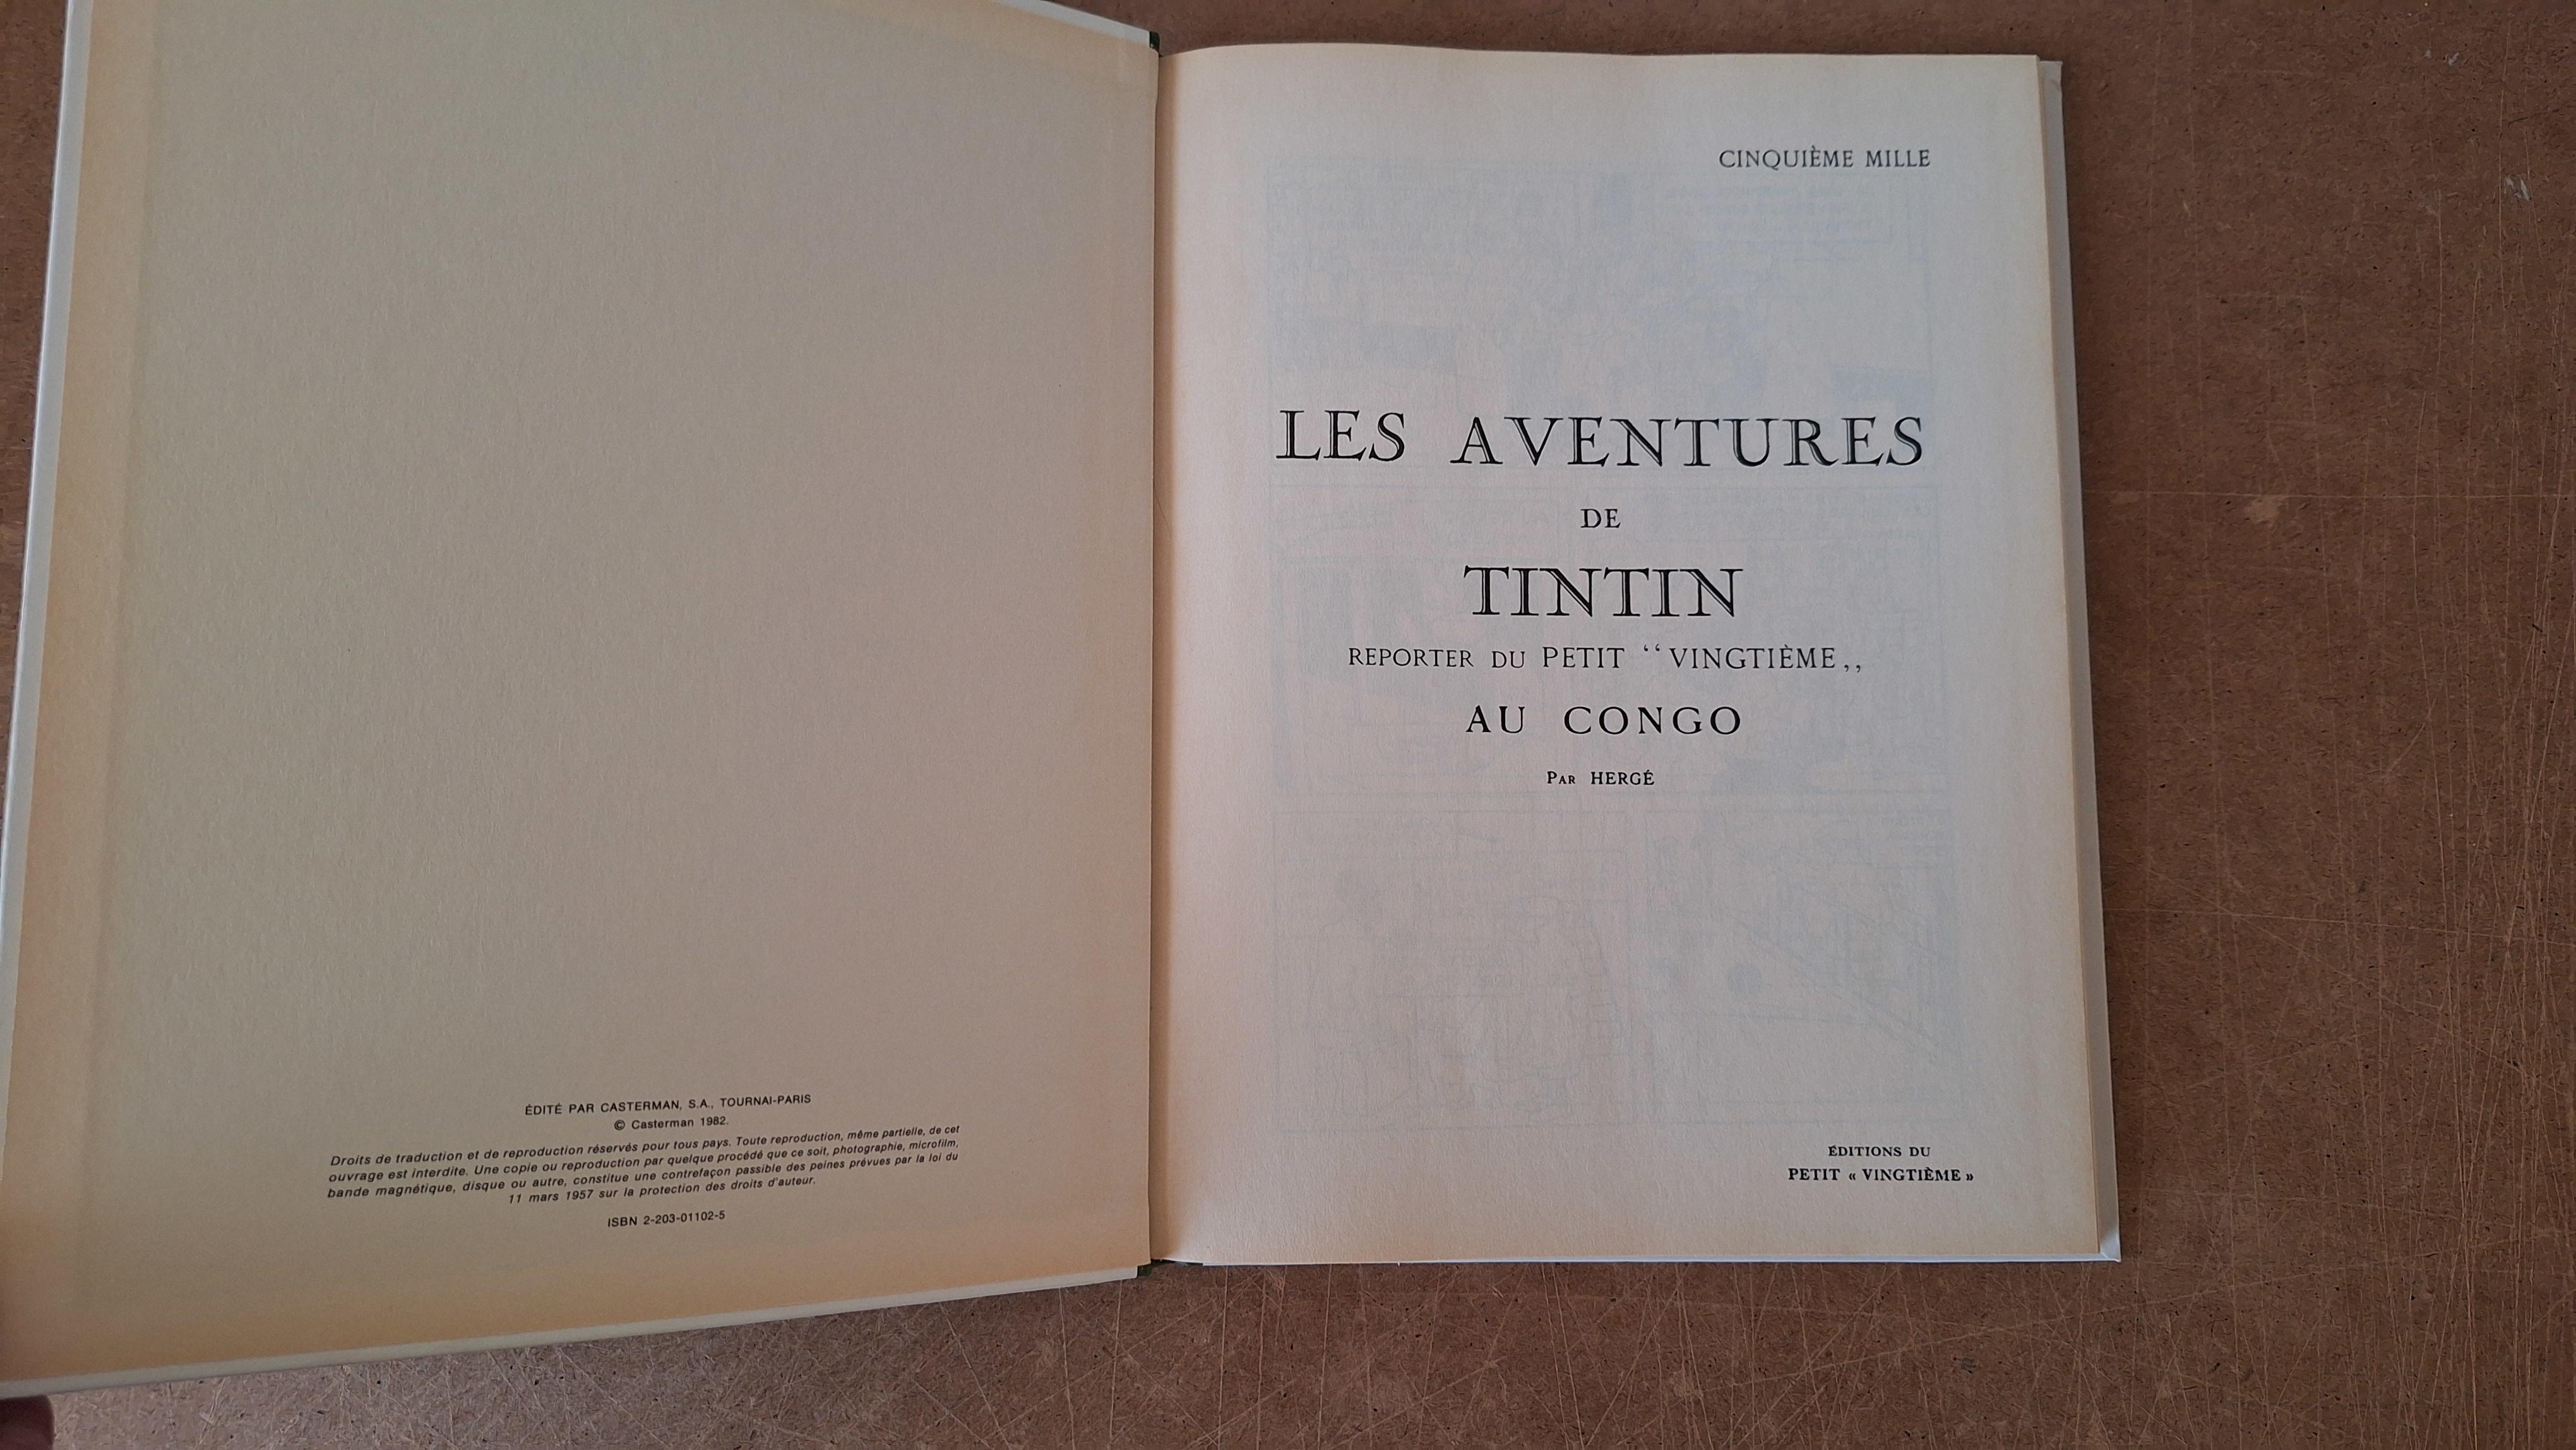 ÉDITÉ PAR CASTERMAN, S.A., TOURNAI-PARIS
© Casterman 1982.
Droits de traduction et de reproduction réservés pour tous pays. Toute reproduction, même partielle, de cet
ouvrage est interdite. Une copie ou reproduction par quelque procédé que ce soit, photographie, microfilm,
bande magnétique, disque ou autre, constitue une contrefaçon passible des peines prévues par la loi du
11 mars 1957 sur la protection des droits d'auteur.
ISBN 2-203-01102-5
CINQUIÈME MILLE
LES AVENTURES
DE
TINTIN
REPORTER DU PETIT “VINGTIÈME,,
AU CONGO
Par HERGÉ
ÉDITIONS DU
PETIT « VINGTIÈME »